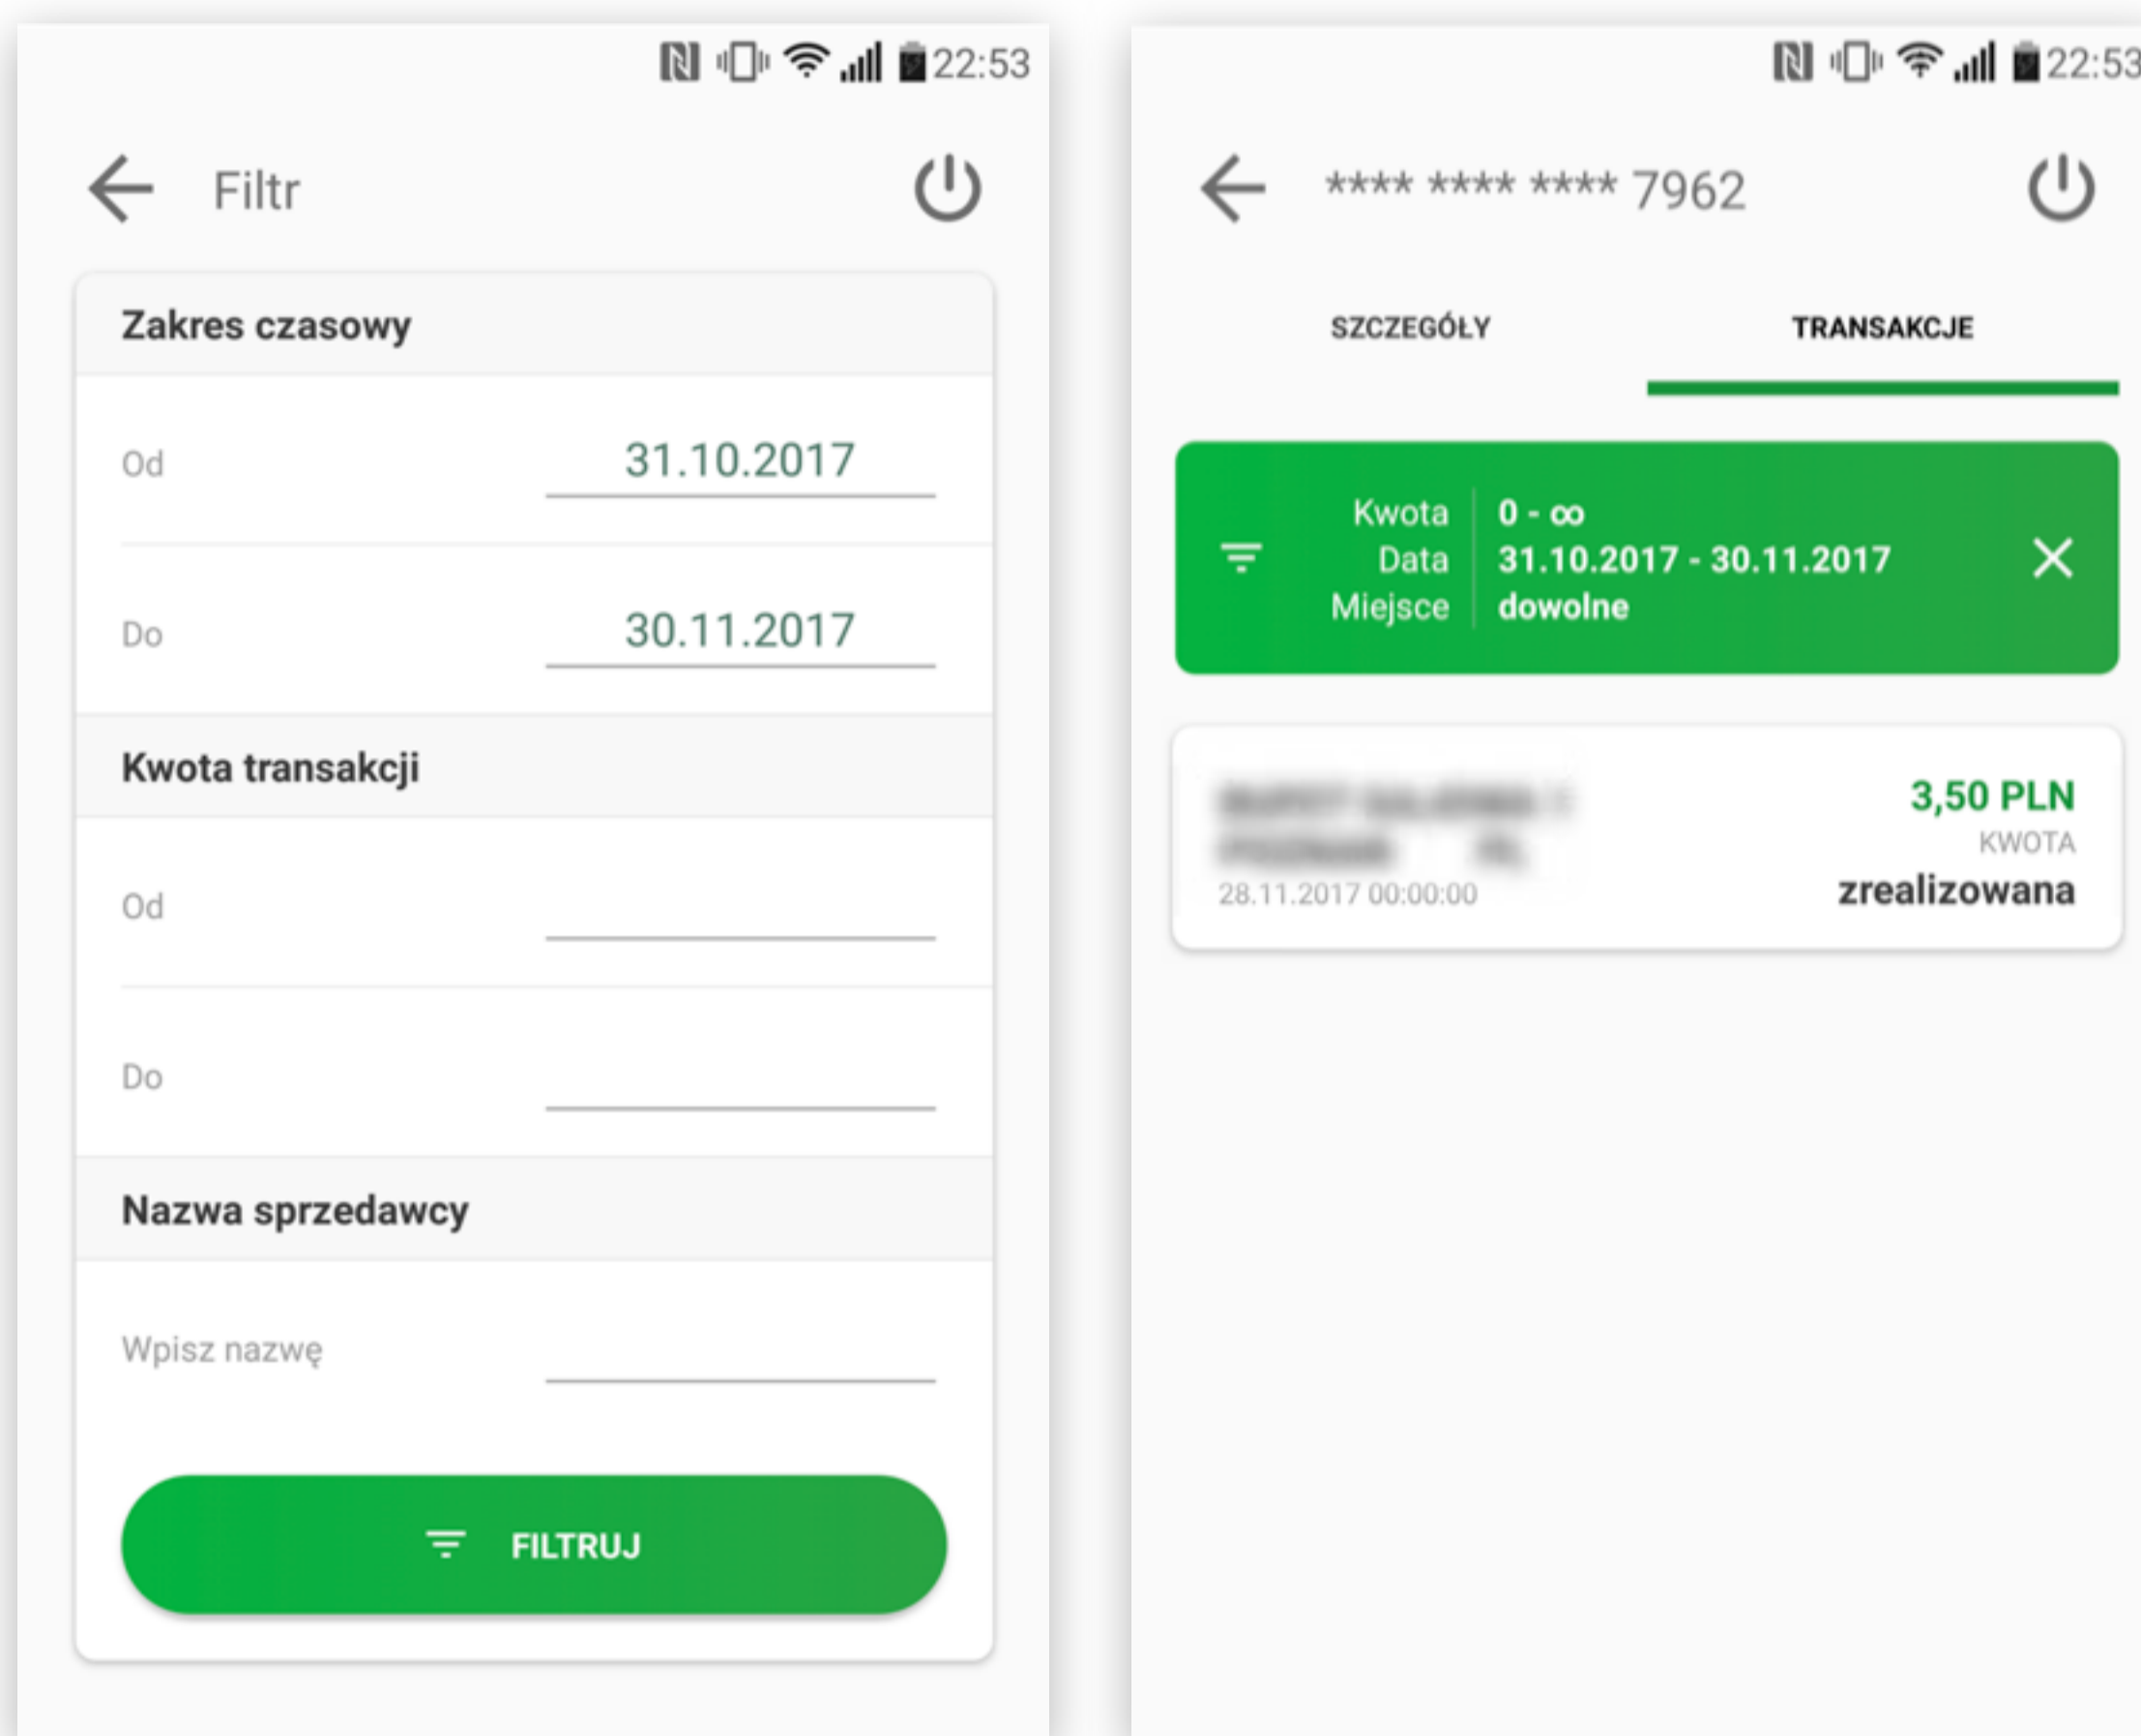 22:53
Filtr
Zakres czasowy
Od 31.10.2017
Do 30.11.2017
Kwota transakcji
Od
Do
Nazwa sprzedawcy
Wpisz nazwę
FILTRUJ
22:53
**** **** **** 7962
SZCZEGÓŁY TRANSAKCJE
Kwota 0 - ∞
Data 31.10.2017 - 30.11.2017
Miejsce dowolne
3,50 PLN
KWOTA
28.11.2017 00:00:00 zrealizowana